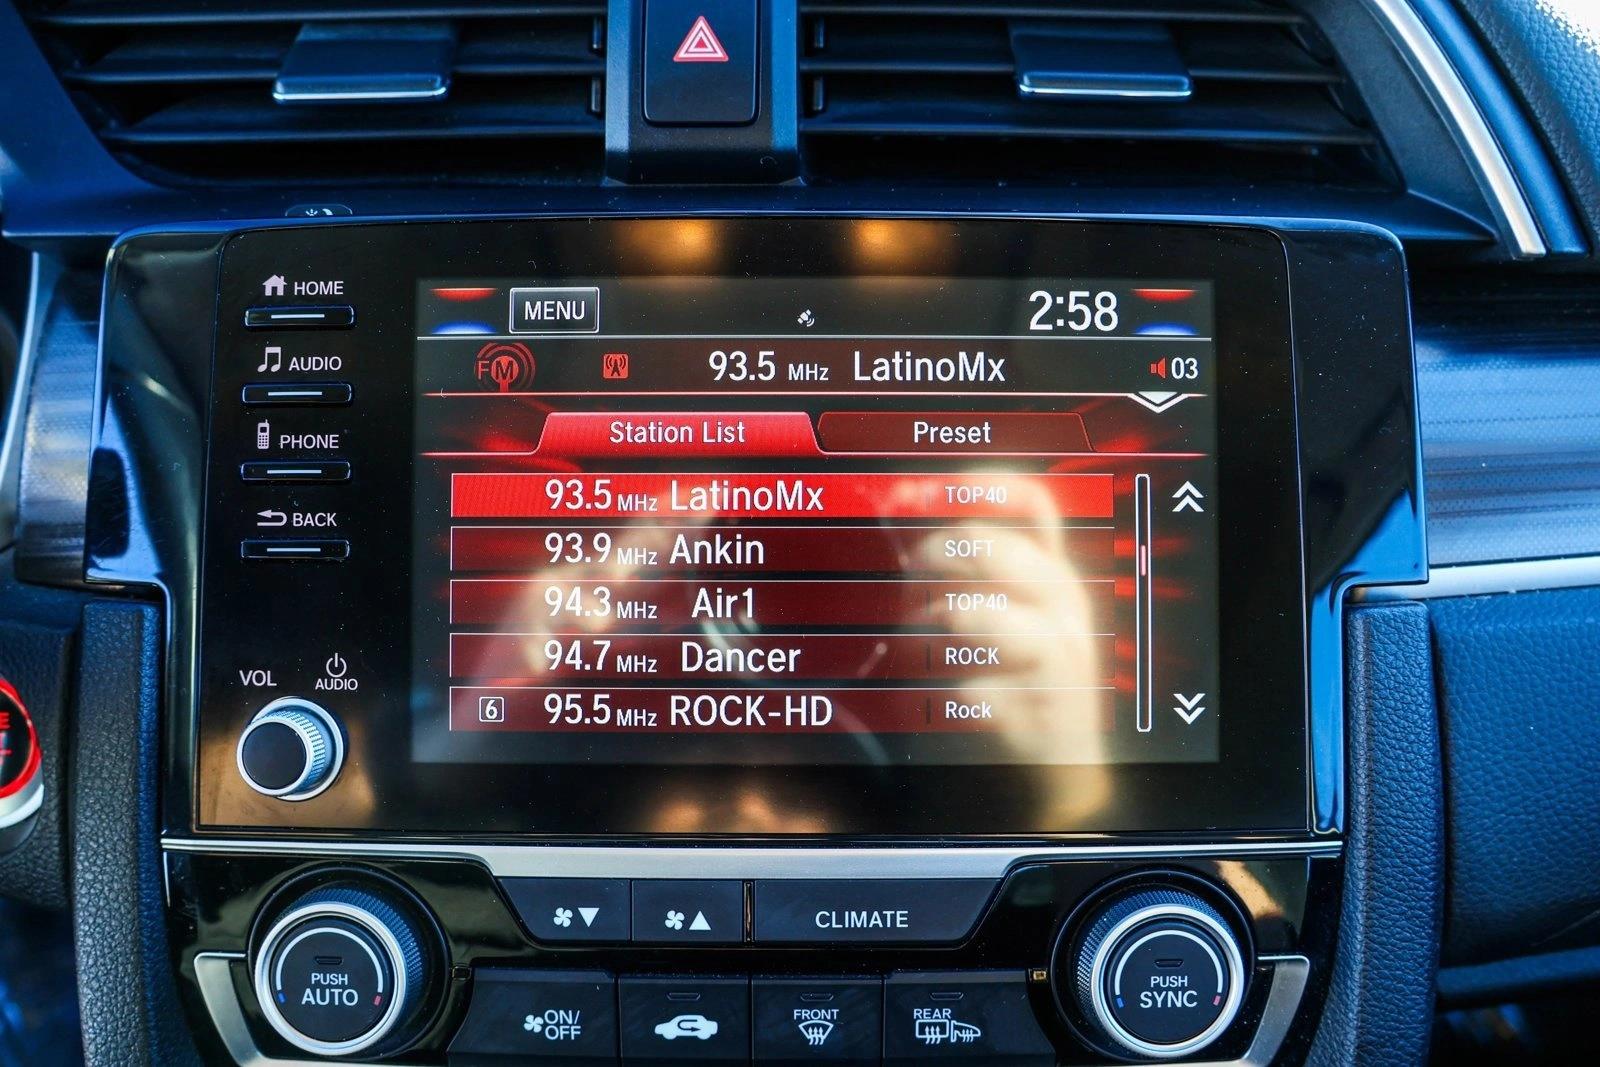 HOME
AUDIO
PHONE
BACK
VOL
AUDIO
MENU
2:58
FM
93.5 MHz LatinoMx
03
Station List
Preset
93.5 MHz LatinoMx TOP40
93.9 MHz Ankin SOFT
94.3 MHz Air1 TOP40
94.7 MHz Dancer ROCK
6 95.5 MHz ROCK-HD Rock
CLIMATE
PUSH
AUTO
ON/
OFF
FRONT
REAR
PUSH
SYNC